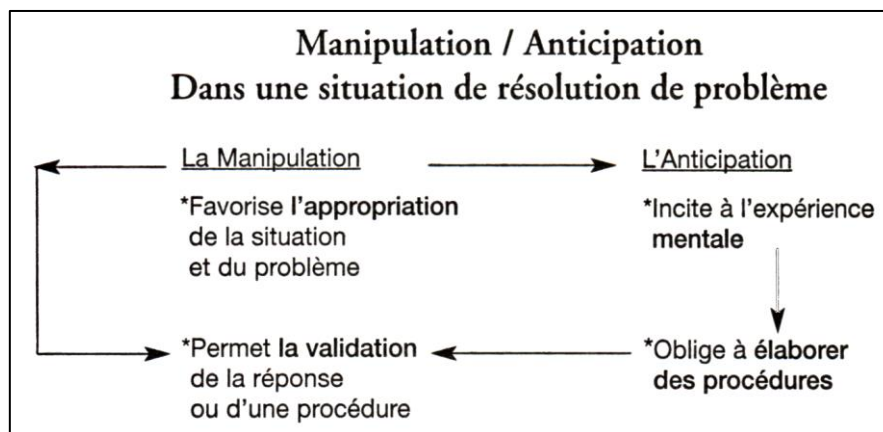 Manipulation / Anticipation
Dans une situation de résolution de problème
La Manipulation
*Favorise l'appropriation
de la situation
et du problème
L'Anticipation
*Incite à l'expérience
mentale
*Permet la validation
de la réponse
ou d'une procédure
*Oblige à élaborer
des procédures